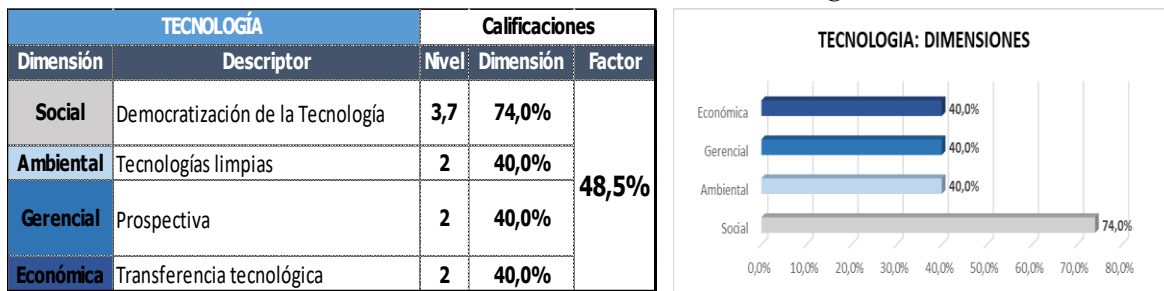 TECNOLOGÍA Calificaciones
Dimensión Descriptor Nivel Dimensión Factor
Social Democratización de la Tecnología 3,7 74,0%
Ambiental Tecnologías limpias 2 40,0%
48,5%
Gerencial Prospectiva 2 40,0%
Económica Transferencia tecnológica 2 40,0%
TECNOLOGIA: DIMENSIONES
Económica 40,0%
Gerencial 40,0%
Ambiental 40,0%
Social 74,0%
0,0% 10,0% 20,0% 30,0% 40,0% 50,0% 60,0% 70,0% 80,0%